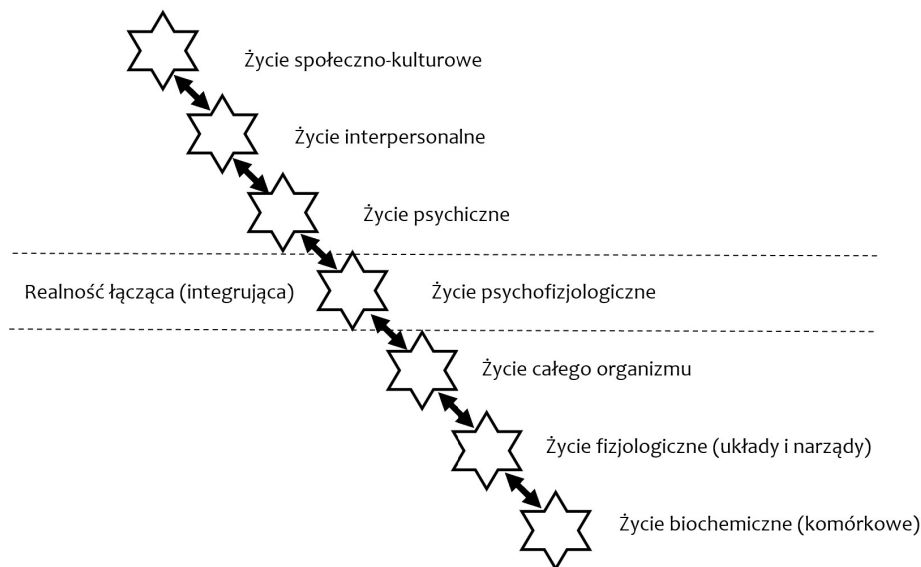 Życie społeczno-kulturowe
Życie interpersonalne
Życie psychiczne
Realność łącząca (integrująca)
Życie psychofizjologiczne
Życie całego organizmu
Życie fizjologiczne (układy i narządy)
Życie biochemiczne (komórkowe)